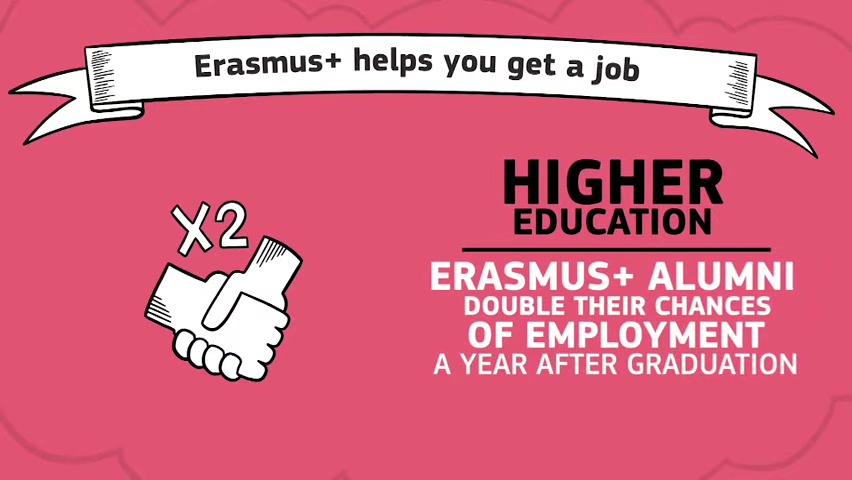 Erasmus+ helps you get a job
X2
HIGHER
EDUCATION
ERASMUS+ ALUMNI
DOUBLE THEIR CHANCES
OF EMPLOYMENT
A YEAR AFTER GRADUATION